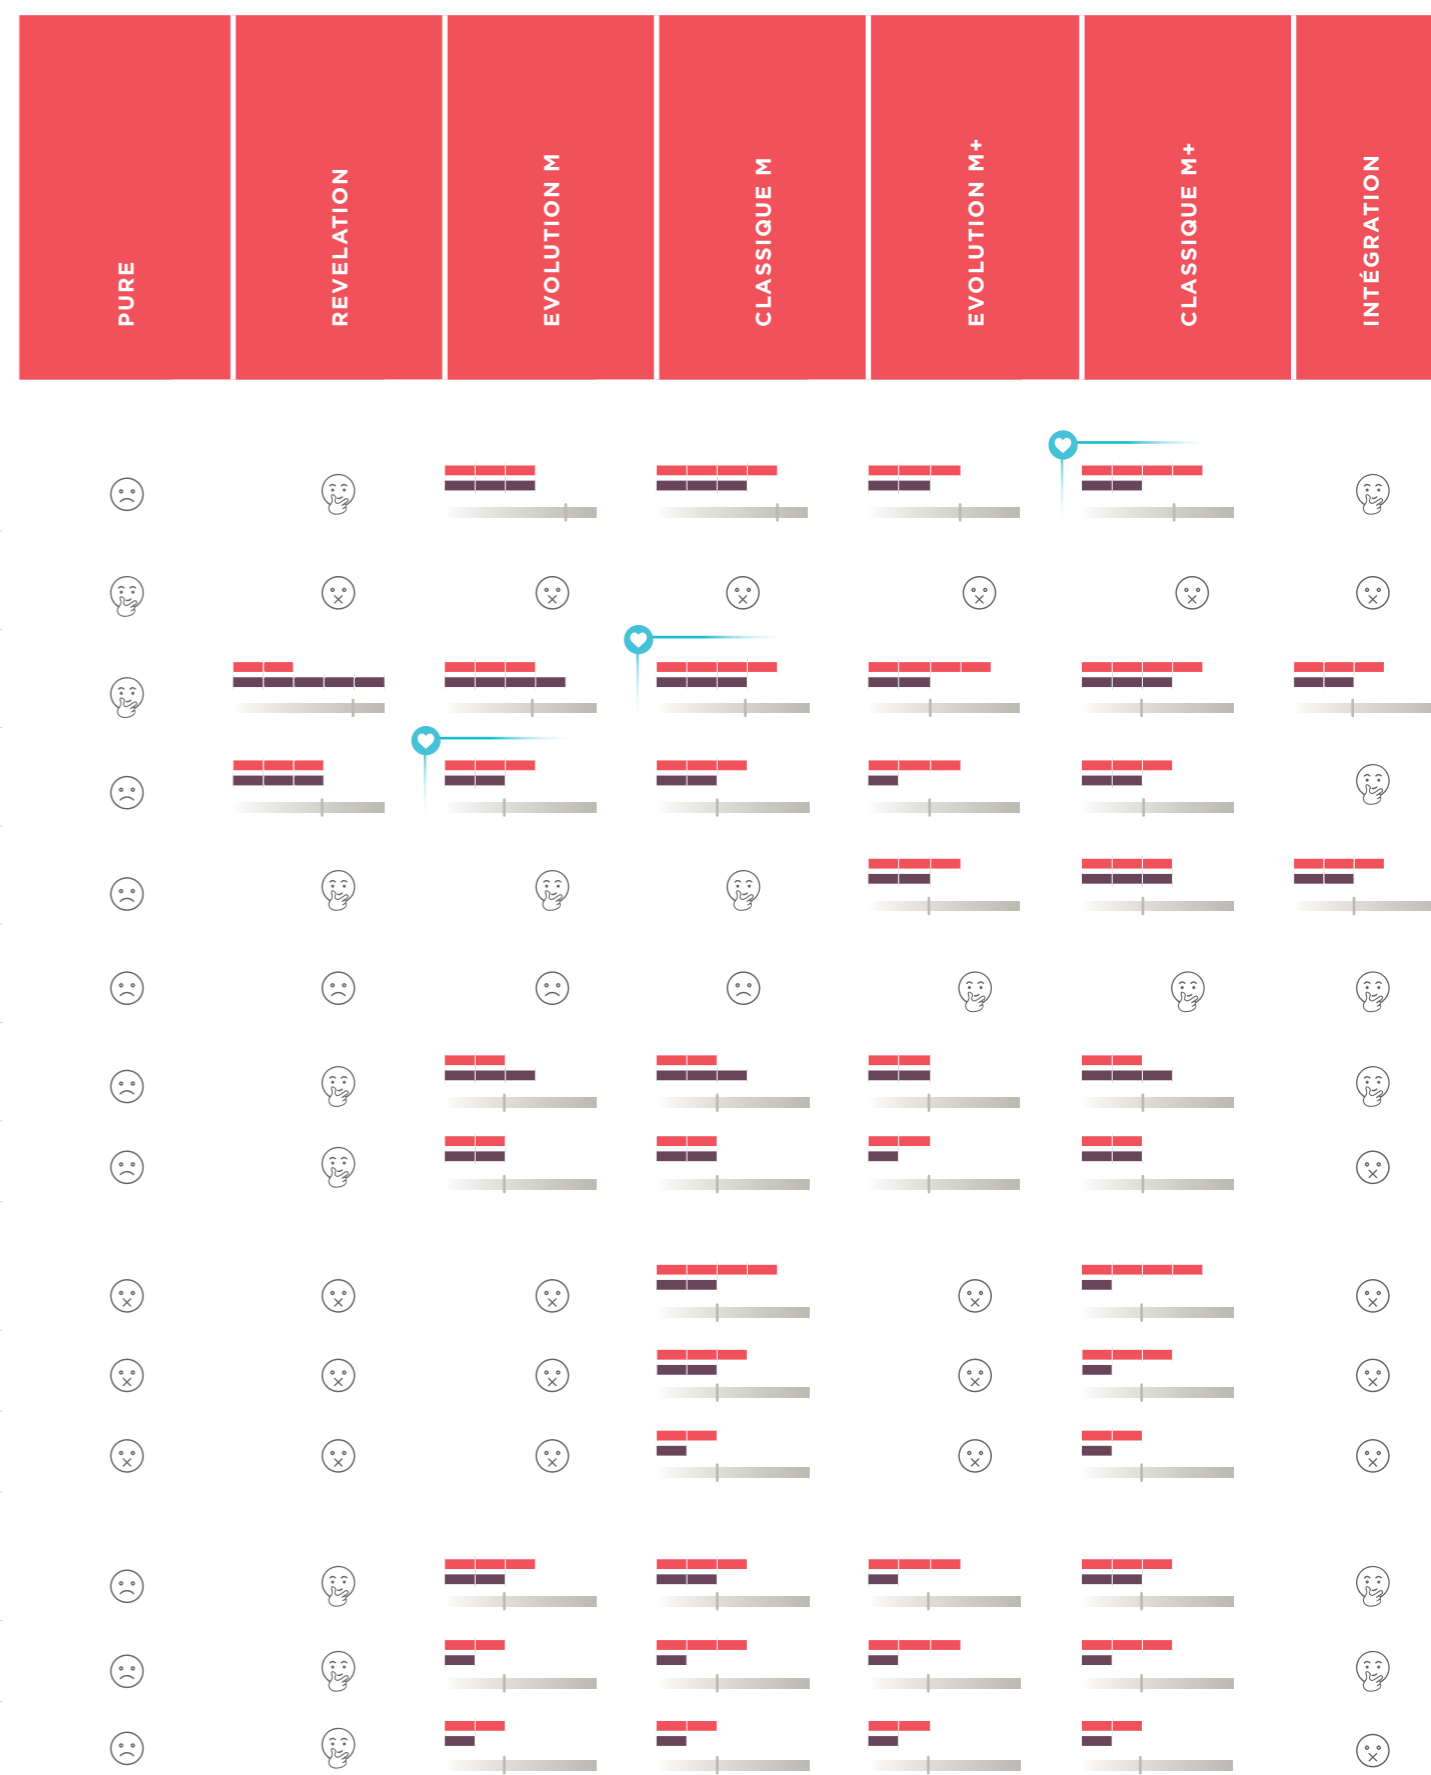 PURE
REVELATION
EVOLUTION M
CLASSIQUE M
EVOLUTION M+
CLASSIQUE M+
INTÉGRATION